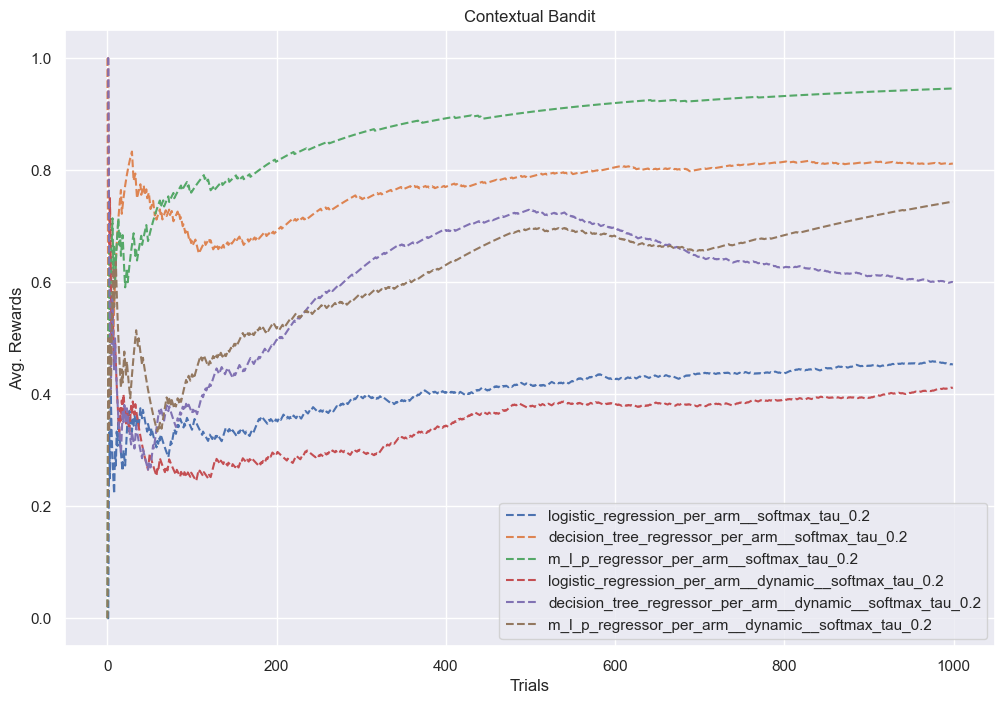 Contextual Bandit
1.0
0.8
0.6
0.4
0.2
0.0
Avg. Rewards
0
200
400
600
800
1000
Trials
logistic_regression_per_arm__softmax_tau_0.2
decision_tree_regressor_per_arm__softmax_tau_0.2
m_l_p_regressor_per_arm__softmax_tau_0.2
logistic_regression_per_arm__dynamic__softmax_tau_0.2
decision_tree_regressor_per_arm__dynamic__softmax_tau_0.2
m_l_p_regressor_per_arm__dynamic__softmax_tau_0.2